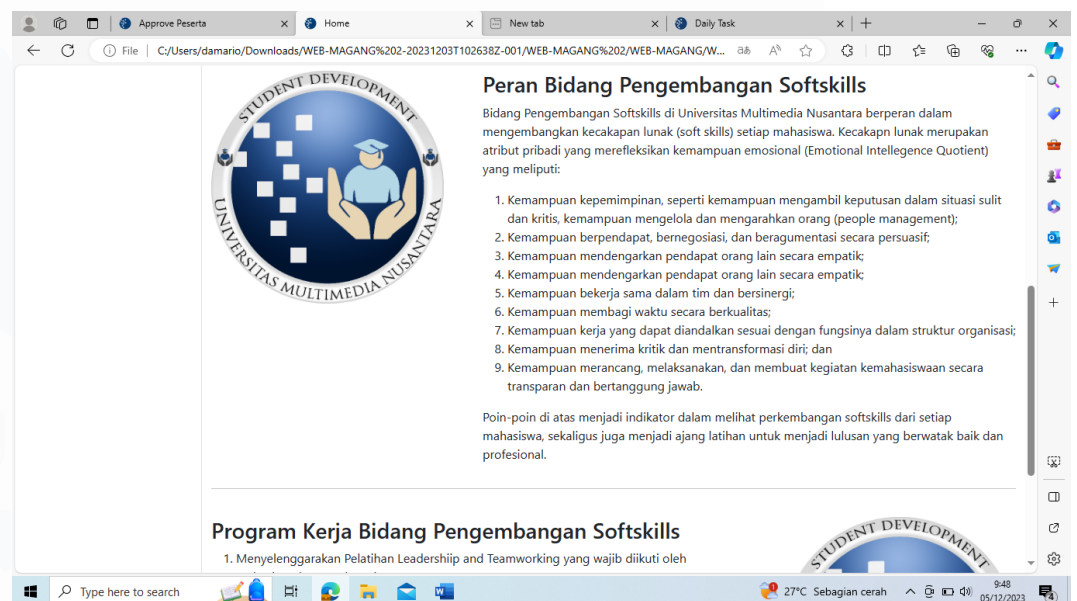 Approve Peserta
Home
New tab
Daily Task
File
C:/Users/damario/Downloads/WEB-MAGANG%202-20231203T102638Z-001/WEB-MAGANG%202/WEB-MAGANG/W...
STUDENT DEVELOPMENT
UNIVERSITAS MULTIMEDIA NUSANTARA
Peran Bidang Pengembangan Softskills
Bidang Pengembangan Softskills di Universitas Multimedia Nusantara berperan dalam
mengembangkan kecakapan lunak (soft skills) setiap mahasiswa. Kecakapn lunak merupakan
atribut pribadi yang merefleksikan kemampuan emosional (Emotional Intellegence Quotient)
yang meliputi:
1. Kemampuan kepemimpinan, seperti kemampuan mengambil keputusan dalam situasi sulit
dan kritis, kemampuan mengelola dan mengarahkan orang (people management);
2. Kemampuan berpendapat, bernegosiasi, dan beragumentasi secara persuasif;
3. Kemampuan mendengarkan pendapat orang lain secara empatik;
4. Kemampuan mendengarkan pendapat orang lain secara empatik;
5. Kemampuan bekerja sama dalam tim dan bersinergi;
6. Kemampuan membagi waktu secara berkualitas;
7. Kemampuan kerja yang dapat diandalkan sesuai dengan fungsinya dalam struktur organisasi;
8. Kemampuan menerima kritik dan mentransformasi diri; dan
9. Kemampuan merancang, melaksanakan, dan membuat kegiatan kemahasiswaan secara
transparan dan bertanggung jawab.
Poin-poin di atas menjadi indikator dalam melihat perkembangan softskills dari setiap
mahasiswa, sekaligus juga menjadi ajang latihan untuk menjadi lulusan yang berwatak baik dan
profesional.
Program Kerja Bidang Pengembangan Softskills
1. Menyelenggarakan Pelatihan Leadershiip and Teamworking yang wajib diikuti oleh
STUDENT DEVELOPMENT
Type here to search
27°C Sebagian cerah
9:48
05/12/2023